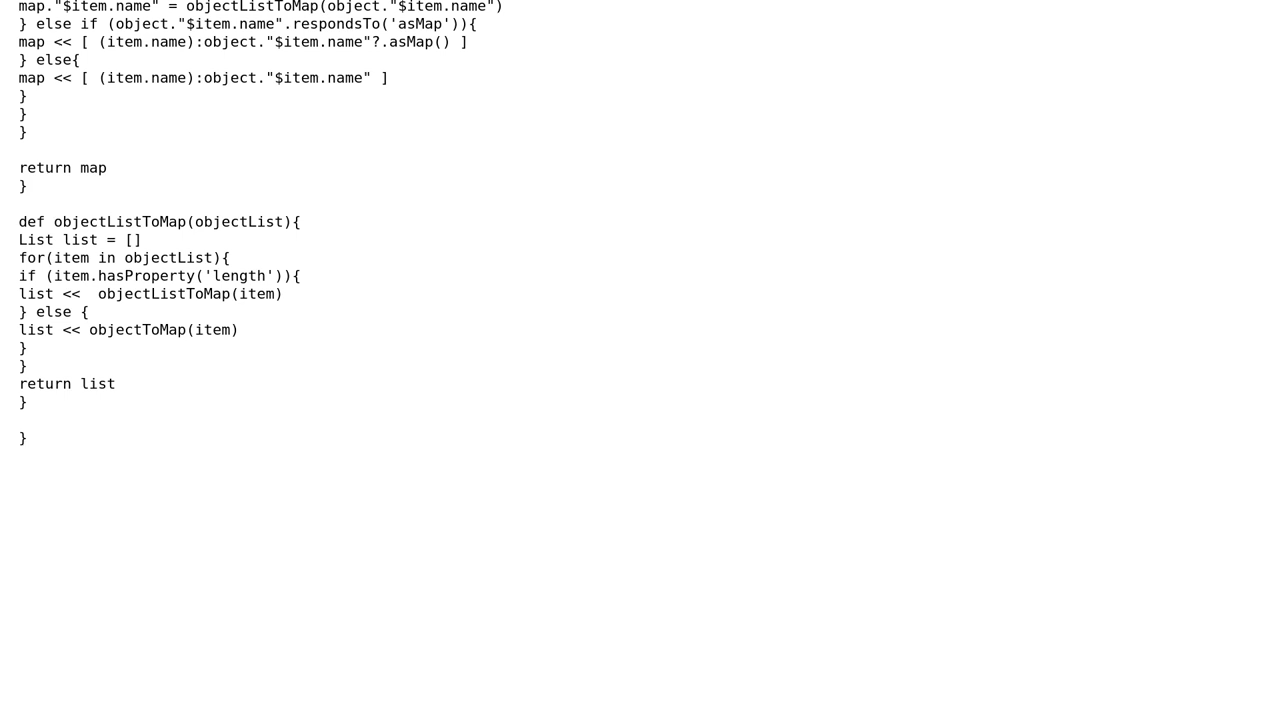 map."$item.name" = objectListToMap(object."$item.name")
} else if (object."$item.name".respondsTo('asMap')){
map << [ (item.name):object."$item.name"?.asMap() ]
} else{
map << [ (item.name):object."$item.name" ]
}
}
}

return map
}

def objectListToMap(objectList){
List list = []
for(item in objectList){
if (item.hasProperty('length')){
list <<  objectListToMap(item)
} else {
list << objectToMap(item)
}
}
return list
}

}